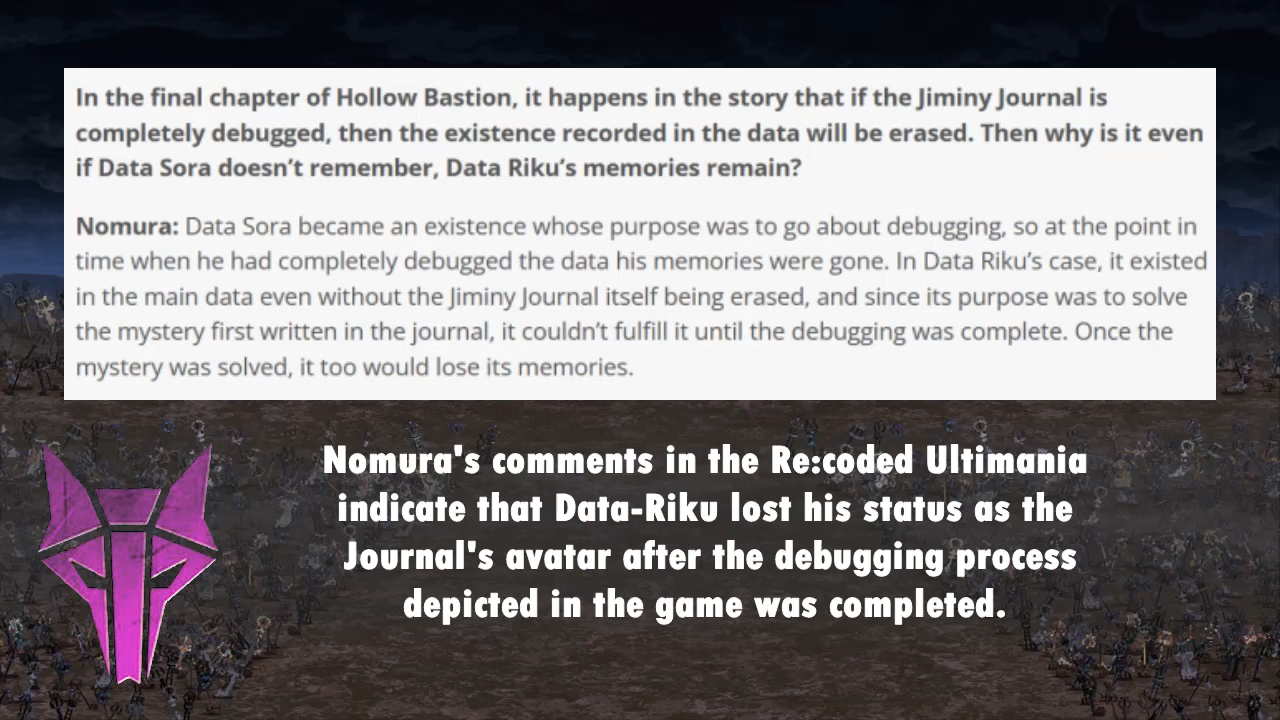 In the final chapter of Hollow Bastion, it happens in the story that if the Jiminy Journal is
completely debugged, then the existence recorded in the data will be erased. Then why is it even
if Data Sora doesn’t remember, Data Riku’s memories remain?
Nomura: Data Sora became an existence whose purpose was to go about debugging, so at the point in
time when he had completely debugged the data his memories were gone. In Data Riku’s case, it existed
in the main data even without the Jiminy Journal itself being erased, and since its purpose was to solve
the mystery first written in the journal, it couldn’t fulfill it until the debugging was complete. Once the
mystery was solved, it too would lose its memories.
Nomura's comments in the Re:coded Ultimania
indicate that Data-Riku lost his status as the
Journal's avatar after the debugging process
depicted in the game was completed.